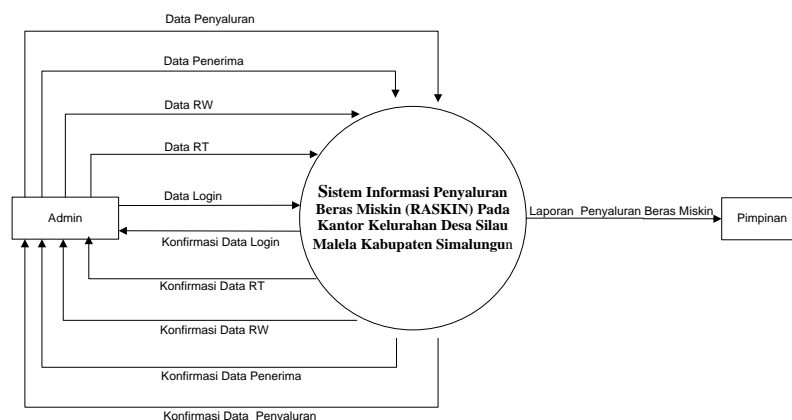 Data Penyaluran
Data Penerima
Data RW
Data RT
Data Login
Admin
Konfirmasi Data Login
Konfirmasi Data RT
Konfirmasi Data RW
Konfirmasi Data Penerima
Konfirmasi Data Penyaluran
Sistem Informasi Penyaluran
Beras Miskin (RASKIN) Pada
Kantor Kelurahan Desa Silau
Malela Kabupaten Simalungun
Laporan Penyaluran Beras Miskin
Pimpinan